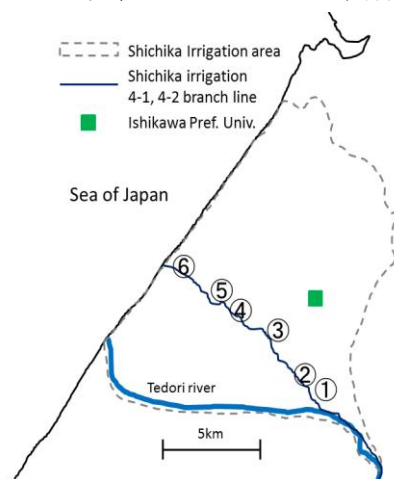 Shichika Irrigation area
Shichika irrigation
4-1, 4-2 branch line
Ishikawa Pref. Univ.
Sea of Japan
⑥
⑤
④
③
②
①
Tedori river
5km